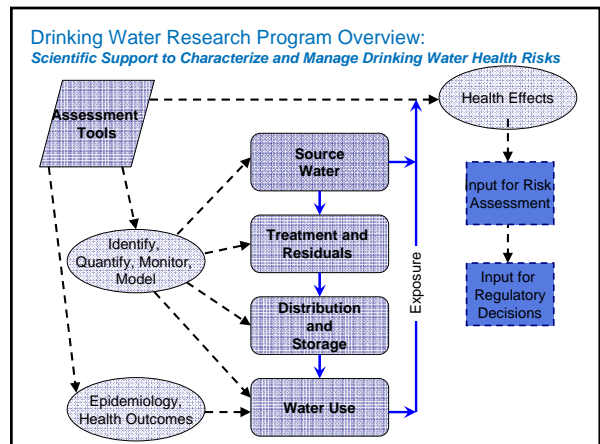 Drinking Water Research Program Overview:
Scientific Support to Characterize and Manage Drinking Water Health Risks
Assessment
Tools
Health Effects
Source
Water
Input for Risk
Assessment
Identify,
Quantify, Monitor,
Model
Treatment and
Residuals
Exposure
Input for
Regulatory
Decisions
Distribution
and
Storage
Epidemiology,
Health Outcomes
Water Use